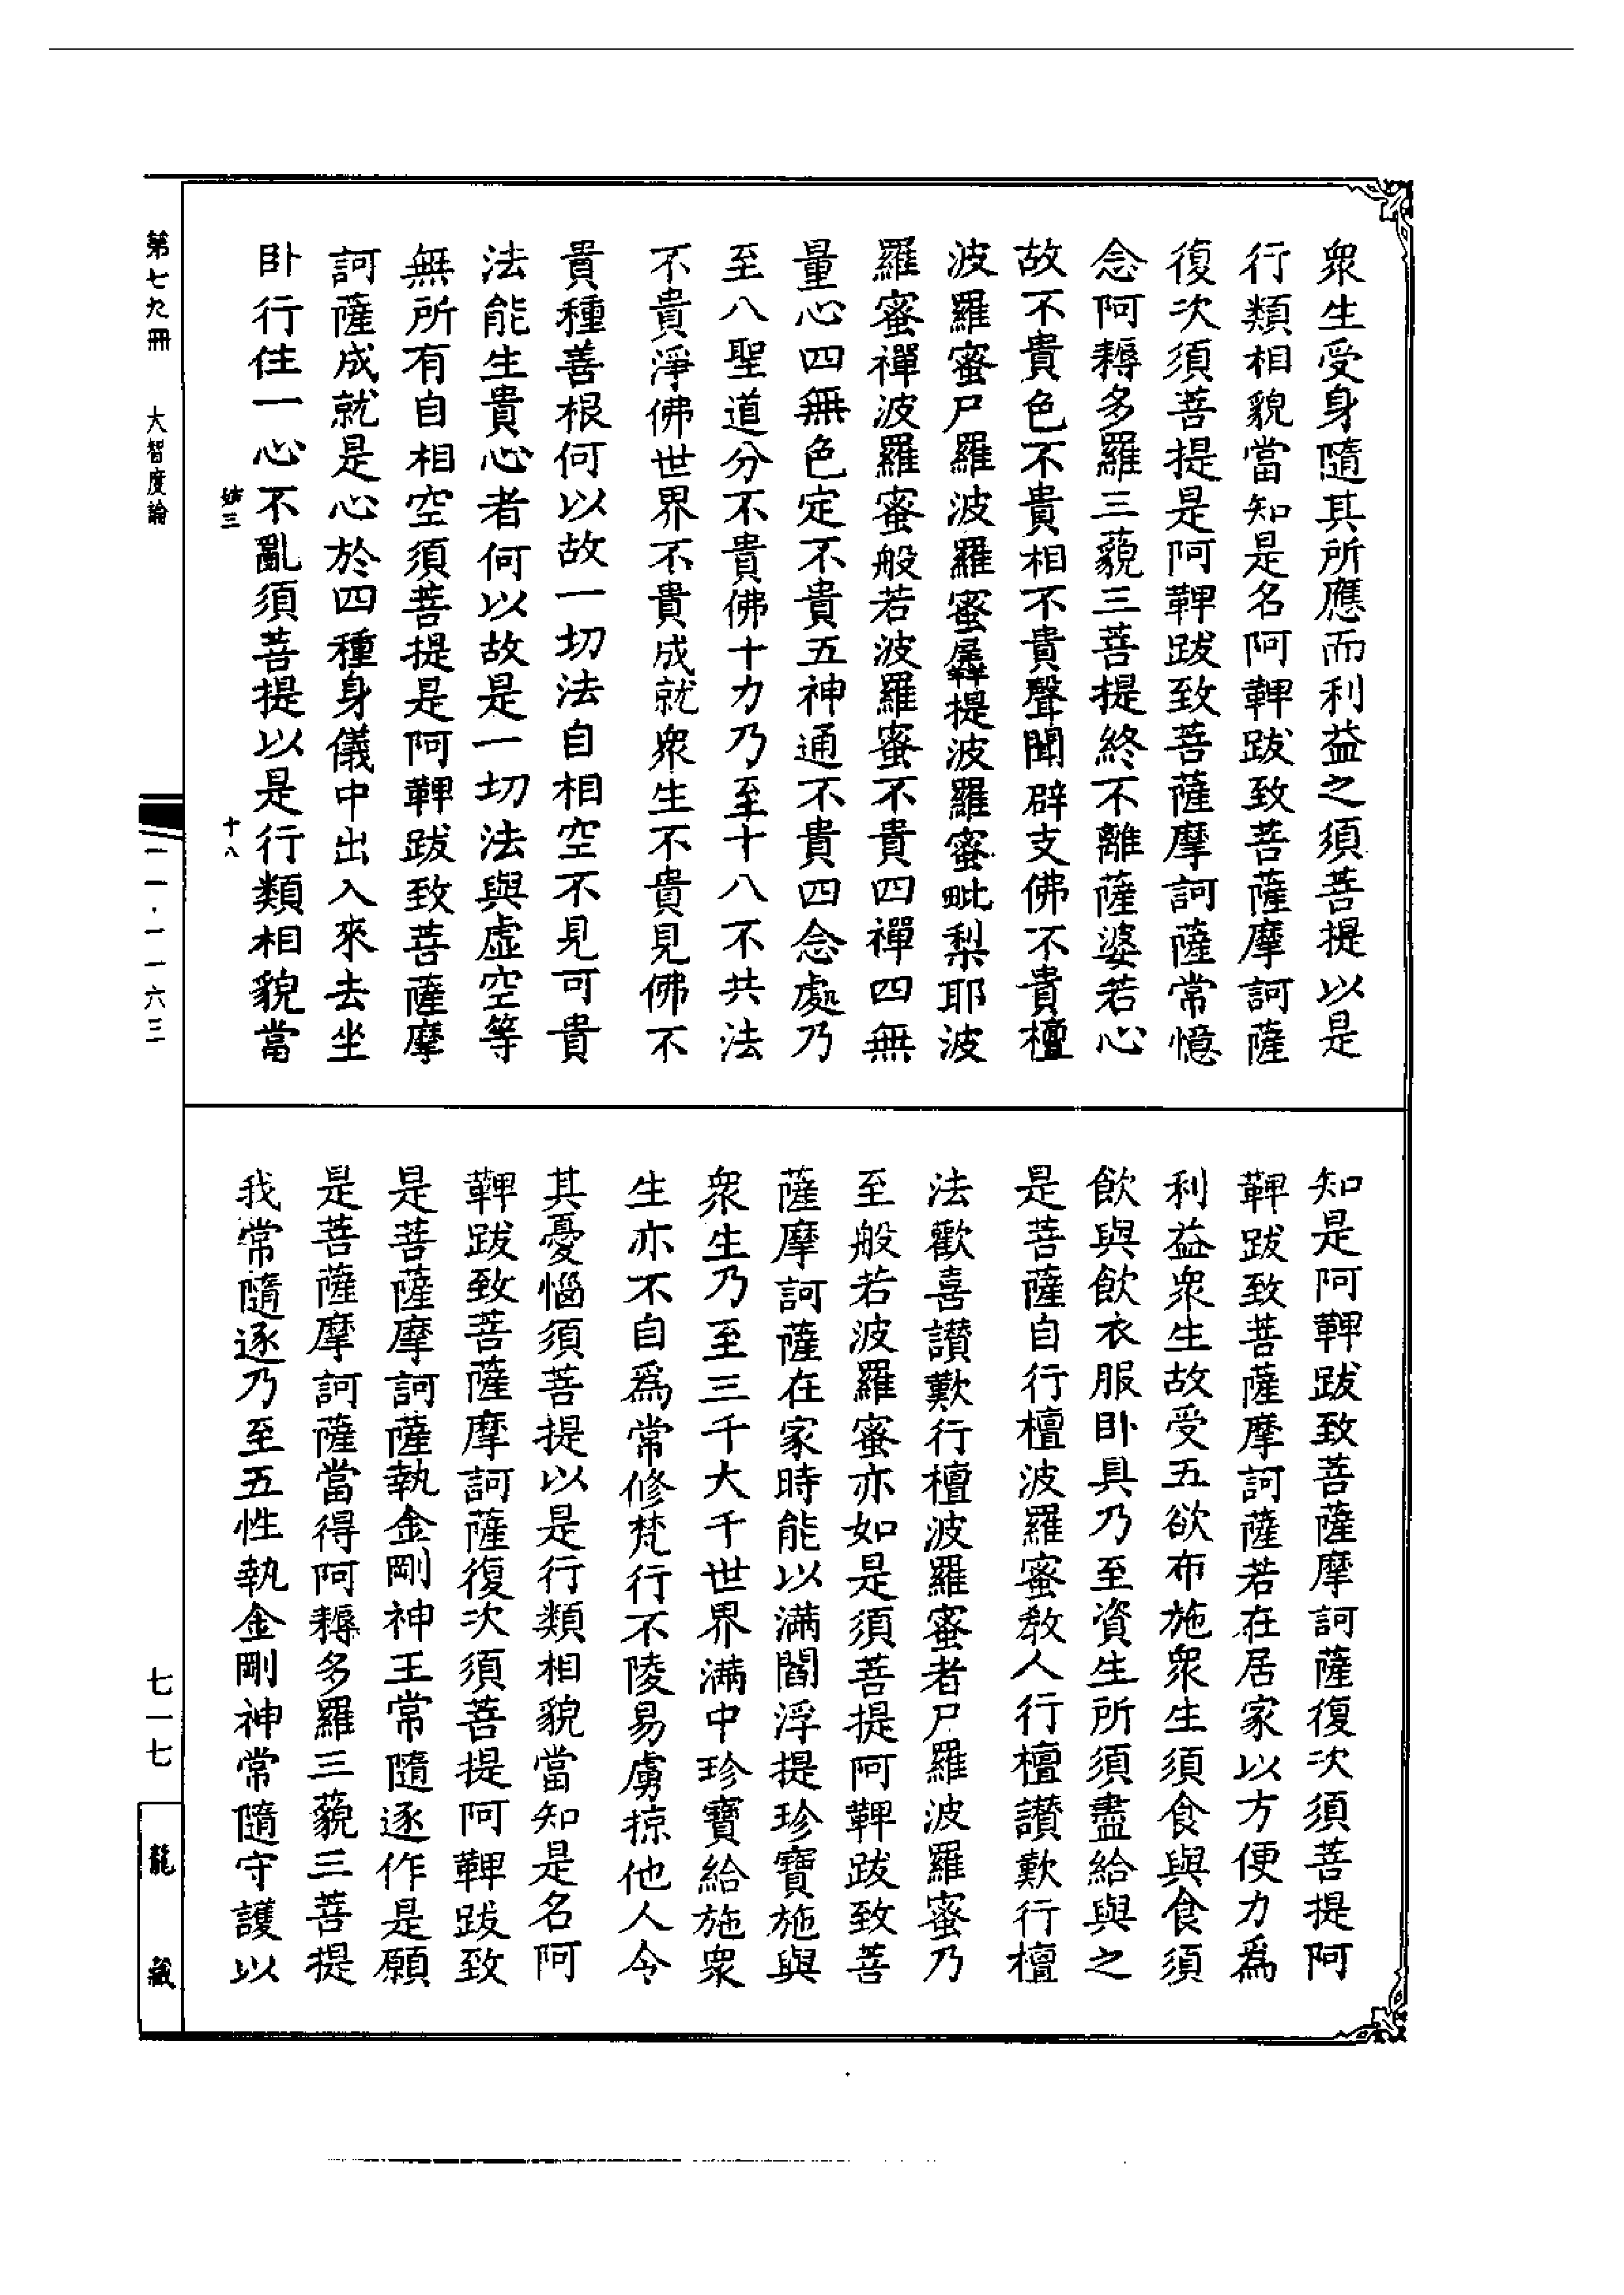 衆生受身隨其所應而利益之須菩提以是
行類相貌當知是名阿鞞跋致菩薩摩訶薩
復次須菩提是阿鞞跋致菩薩摩訶薩常憶
念阿耨多羅三藐三菩提終不離薩婆若心
故不貴色不貴相不貴聲聞辟支佛不貴檀
波羅蜜尸羅波羅蜜羼提波羅蜜毗梨耶波
羅蜜禪波羅蜜般若波羅蜜不貴四禪四無
量心四無色定不貴五神通不貴四念處乃
至八聖道分不貴佛十力乃至十八不共法
不貴淨佛世界不貴成就衆生不貴見佛不
貴種善根何以故一切法自相空不見可貴
法能生貴心者何以故是一切法與虛空等
無所有自相空須菩提是阿鞞跋致菩薩摩
訶薩成就是心於四種身儀中出入來去坐
臥行住一心不亂須菩提以是行類相貌當
知是阿鞞跋致菩薩摩訶薩復次須菩提阿
鞞跋致菩薩摩訶薩若在居家以方便力爲
利益衆生故受五欲布施衆生須食與食須
飲與飲衣服臥具乃至資生所須盡給與之
是菩薩自行檀波羅蜜教人行檀讚歎行檀
法歡喜讚歎行檀波羅蜜者尸羅波羅蜜乃
至般若波羅蜜亦如是須菩提阿鞞跋致菩
薩摩訶薩在家時能以滿閻浮提珍寶施與
衆生乃至三千大千世界滿中珍寶給施衆
生亦不自爲常修梵行不陵易虜掠他人令
其憂惱須菩提以是行類相貌當知是名阿
鞞跋致菩薩摩訶薩復次須菩提阿鞞跋致
是菩薩摩訶薩執金剛神王常隨逐作是願
是菩薩摩訶薩當得阿耨多羅三藐三菩提
我常隨逐乃至五性執金剛神常隨守護以
三 十八
第七九冊 大智度論
一一·一一六三
七一七
龍藏